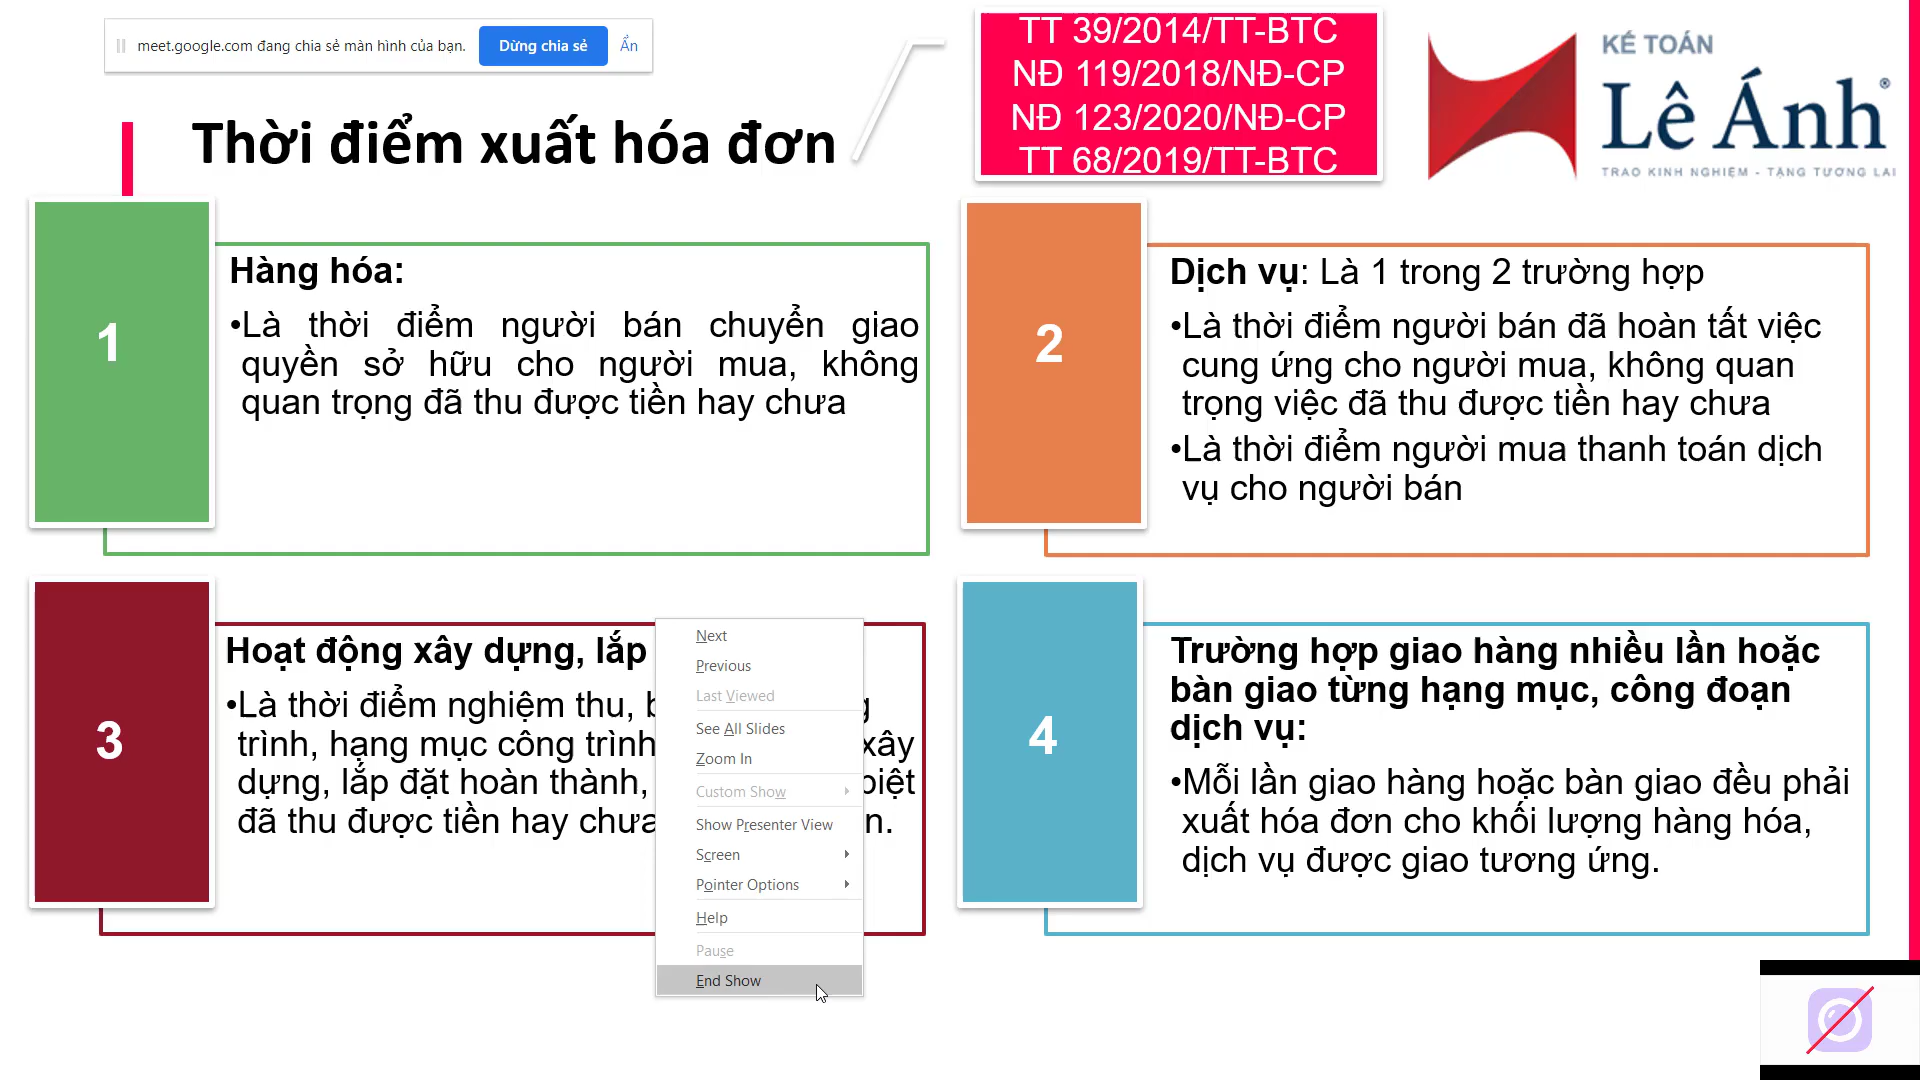 meet.google.com đang chia sẻ màn hình của bạn.
Dừng chia sẻ
Ẩn
TT 39/2014/TT-BTC
NĐ 119/2018/NĐ-CP
NĐ 123/2020/NĐ-CP
TT 68/2019/TT-BTC
KẾ TOÁN
Lê Ánh®
TRAO KINH NGHIỆM - TẶNG TƯƠNG LAI
Thời điểm xuất hóa đơn
1
Hàng hóa:
•Là thời điểm người bán chuyển giao
quyền sở hữu cho người mua, không
quan trọng đã thu được tiền hay chưa
2
Dịch vụ: Là 1 trong 2 trường hợp
•Là thời điểm người bán đã hoàn tất việc
cung ứng cho người mua, không quan
trọng việc đã thu được tiền hay chưa
•Là thời điểm người mua thanh toán dịch
vụ cho người bán
3
Hoạt động xây dựng, lắp
•Là thời điểm nghiệm thu,
trình, hạng mục công trình xây
dựng, lắp đặt hoàn thành, biệt
đã thu được tiền hay chưa n.
Next
Previous
Last Viewed
See All Slides
Zoom In
Custom Show
Show Presenter View
Screen
Pointer Options
Help
Pause
End Show
4
Trường hợp giao hàng nhiều lần hoặc
bàn giao từng hạng mục, công đoạn
dịch vụ:
•Mỗi lần giao hàng hoặc bàn giao đều phải
xuất hóa đơn cho khối lượng hàng hóa,
dịch vụ được giao tương ứng.